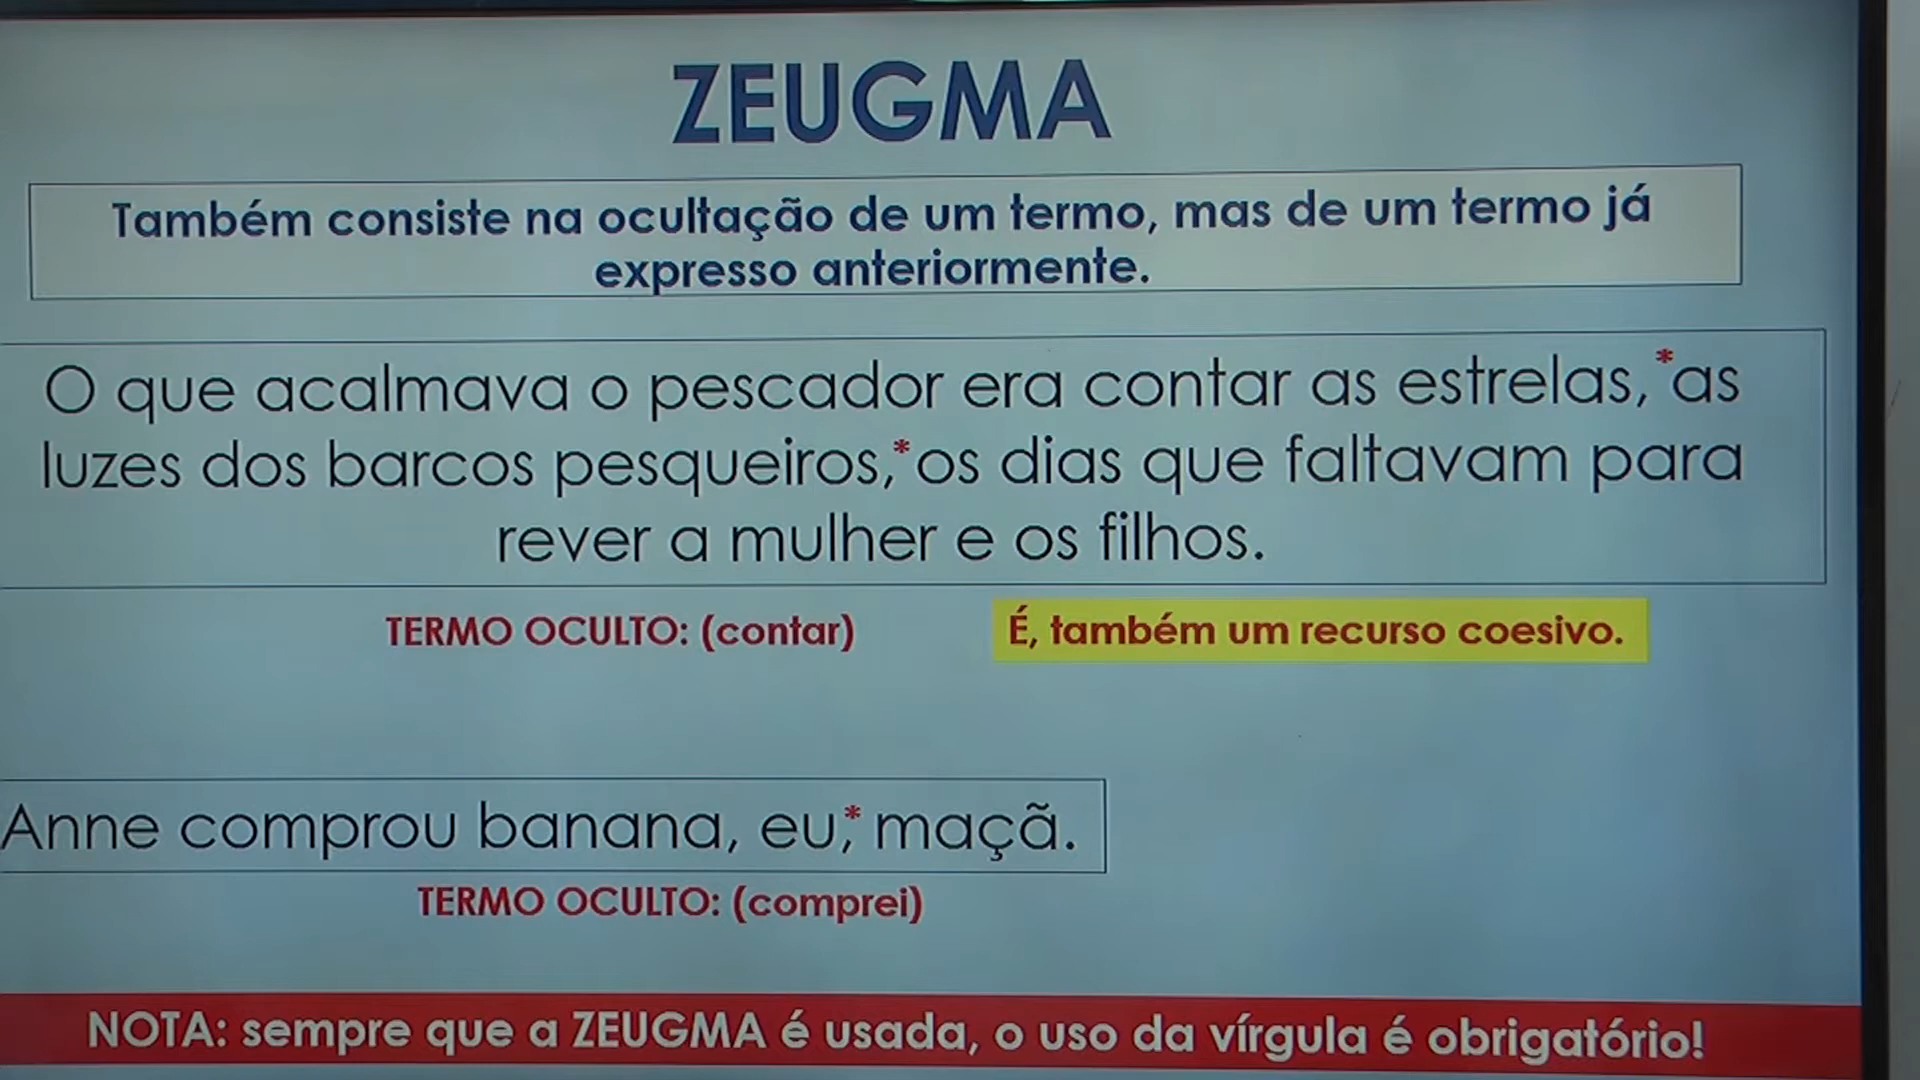 ZEUGMA
Também consiste na ocultação de um termo, mas de um termo já
expresso anteriormente.
O que acalmava o pescador era contar as estrelas,*as
luzes dos barcos pesqueiros,*os dias que faltavam para
rever a mulher e os filhos.
TERMO OCULTO: (contar)
É, também um recurso coesivo.
Anne comprou banana, eu,* maçã.
TERMO OCULTO: (comprei)
NOTA: sempre que a ZEUGMA é usada, o uso da vírgula é obrigatório!